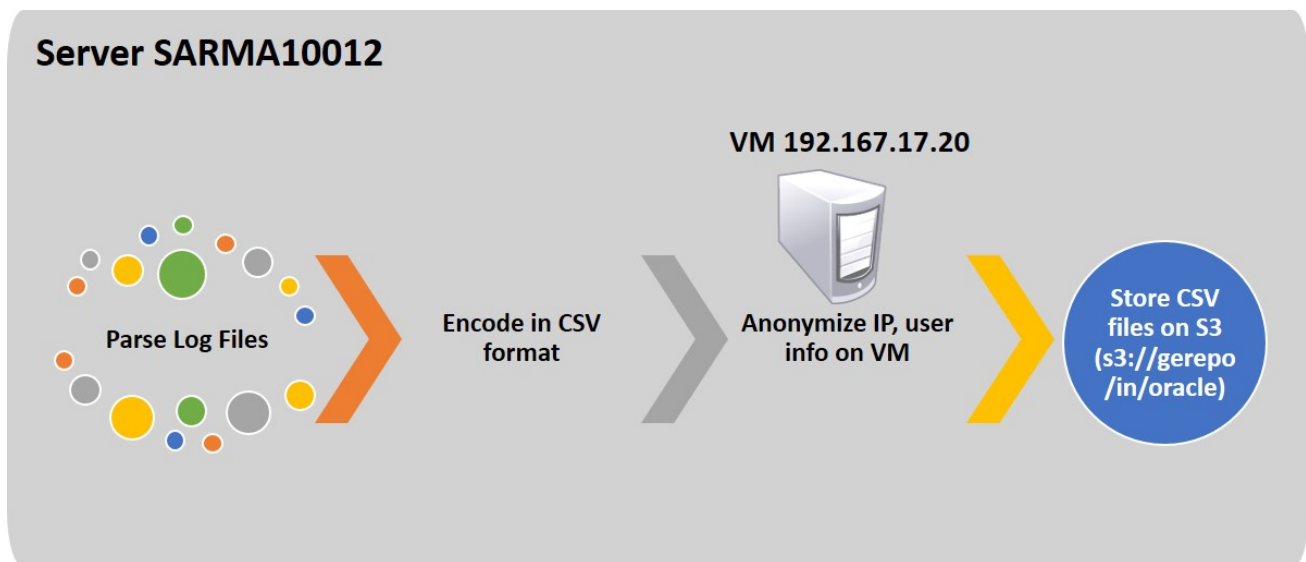 Server SARMA10012
VM 192.167.17.20
Parse Log Files
Encode in CSV
format
Anonymize IP, user
info on VM
Store CSV
files on S3
(s3://gerepo
/in/oracle)